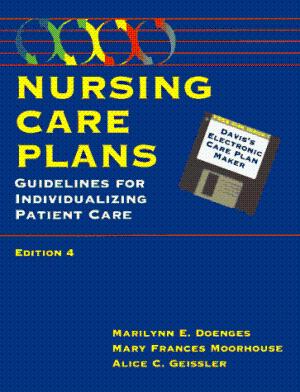 NURSING
CARE
PLANS
GUIDELINES FOR
INDIVIDUALIZING
PATIENT CARE
DAVIS'S
ELECTRONIC
CARE PLAN
MAKER
EDITION 4
MARILYNN E. DOENGES
MARY FRANCES MOORHOUSE
ALICE C. GEISSLER